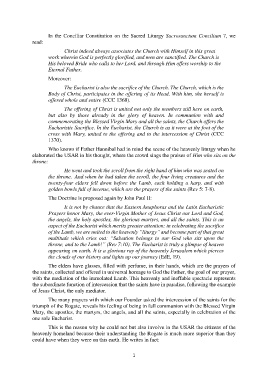 In the Conciliar Constitution on the Sacred Liturgy Sacrosanctum Concilium 7, we
read:
Christ indeed always associates the Church with Himself in this great
work wherein God is perfectly glorified, and men are sanctified. The Church is
His beloved Bride who calls to her Lord, and through Him offers worship to the
Eternal Father.
Moreover:
The Eucharist is also the sacrifice of the Church. The Church, which is the
Body of Christ, participates in the offering of its Head. With him, she herself is
offered whole and entire (CCC 1368).
The offering of Christ is united not only the members still here on earth,
but also by those already in the glory of heaven. In communion with and
commemorating the Blessed Virgin Mary and all the saints, the Church offers the
Eucharistic Sacrifice. In the Eucharist, the Church is as it were at the foot of the
cross with Mary, united to the offering and to the intercession of Christ (CCC
1370).
Who knows if Father Hannibal had in mind the scene of the heavenly liturgy when he
elaborated the USAR in his thought, where the crowd sings the praises of Him who sits on the
throne:
He went and took the scroll from the right hand of him who was seated on
the throne. And when he had taken the scroll, the four living creatures and the
twenty-four elders fell down before the Lamb, each holding a harp, and with
golden bowls full of incense, which are the prayers of the saints (Rev 5: 7-8).
The Doctrine is proposed again by John Paul II:
It is not by chance that the Eastern Anaphoras and the Latin Eucharistic
Prayers honor Mary, the ever-Virgin Mother of Jesus Christ our Lord and God,
the angels, the holy apostles, the glorious martyrs, and all the saints. This is an
aspect of the Eucharist which merits greater attention: in celebrating the sacrifice
of the Lamb, we are united to the heavenly "liturgy" and become part of that great
multitude which cries out: "Salvation belongs to our God who sits upon the
throne, and to the Lamb!" (Rev 7:10). The Eucharist is truly a glimpse of heaven
appearing on earth. It is a glorious ray of the heavenly Jerusalem which pierces
the clouds of our history and lights up our journey (EdE, 19).
The elders have glasses, filled with perfume, in their hands, which are the prayers of
the saints, collected and offered in universal homage to God the Father, the goal of our prayer,
with the mediation of the immolated Lamb. This heavenly and ineffable spectacle represents
the subordinate function of intercession that the saints have in paradise, following the example
of Jesus Christ, the only mediator.
The many prayers with which our Founder asked the intercession of the saints for the
triumph of the Rogate, reveals his feeling of being in full communion with the Blessed Virgin
Mary, the apostles, the martyrs, the angels, and all the saints, especially in celebration of the
one sole Eucharist.
This is the reason why he could not but also involve in the USAR the citizens of the
heavenly homeland because their understanding the Rogate is much more superior than they
could have when they were on this earth. He writes in fact:
2